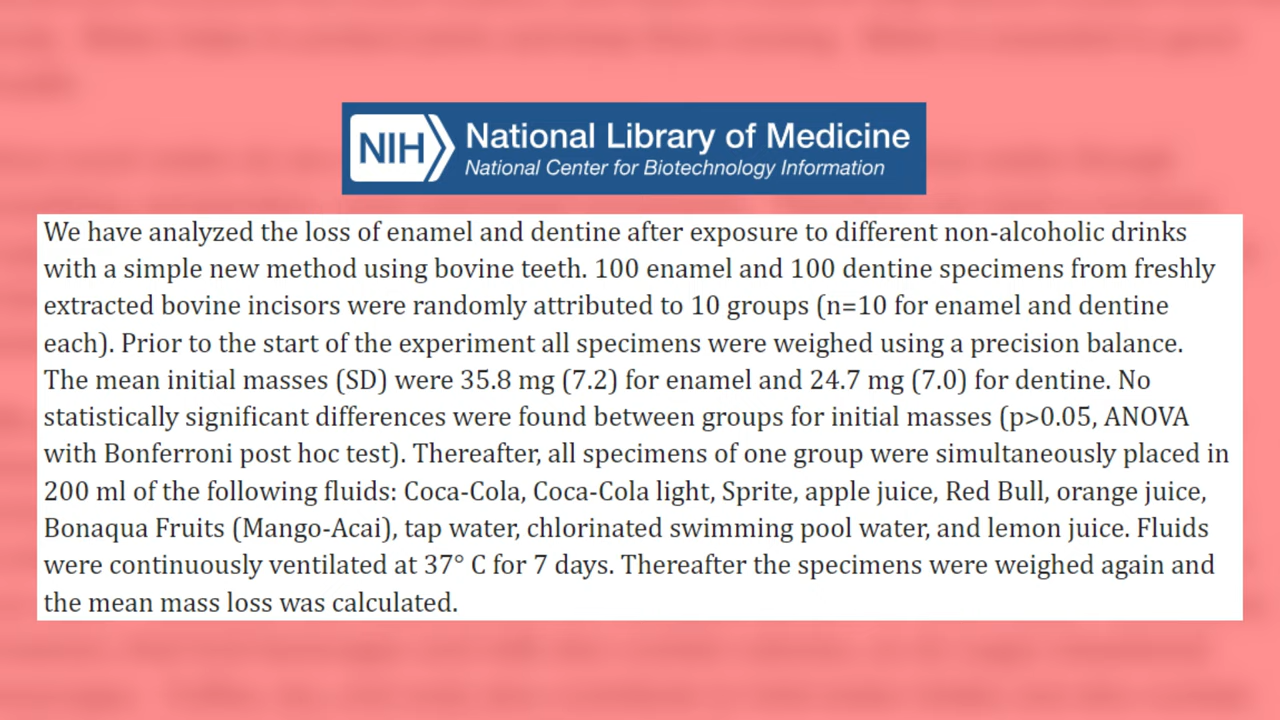 NIH
National Library of Medicine
National Center for Biotechnology Information
We have analyzed the loss of enamel and dentine after exposure to different non-alcoholic drinks
with a simple new method using bovine teeth. 100 enamel and 100 dentine specimens from freshly
extracted bovine incisors were randomly attributed to 10 groups (n=10 for enamel and dentine
each). Prior to the start of the experiment all specimens were weighed using a precision balance.
The mean initial masses (SD) were 35.8 mg (7.2) for enamel and 24.7 mg (7.0) for dentine. No
statistically significant differences were found between groups for initial masses (p>0.05, ANOVA
with Bonferroni post hoc test). Thereafter, all specimens of one group were simultaneously placed in
200 ml of the following fluids: Coca-Cola, Coca-Cola light, Sprite, apple juice, Red Bull, orange juice,
Bonaqua Fruits (Mango-Acai), tap water, chlorinated swimming pool water, and lemon juice. Fluids
were continuously ventilated at 37° C for 7 days. Thereafter the specimens were weighed again and
the mean mass loss was calculated.